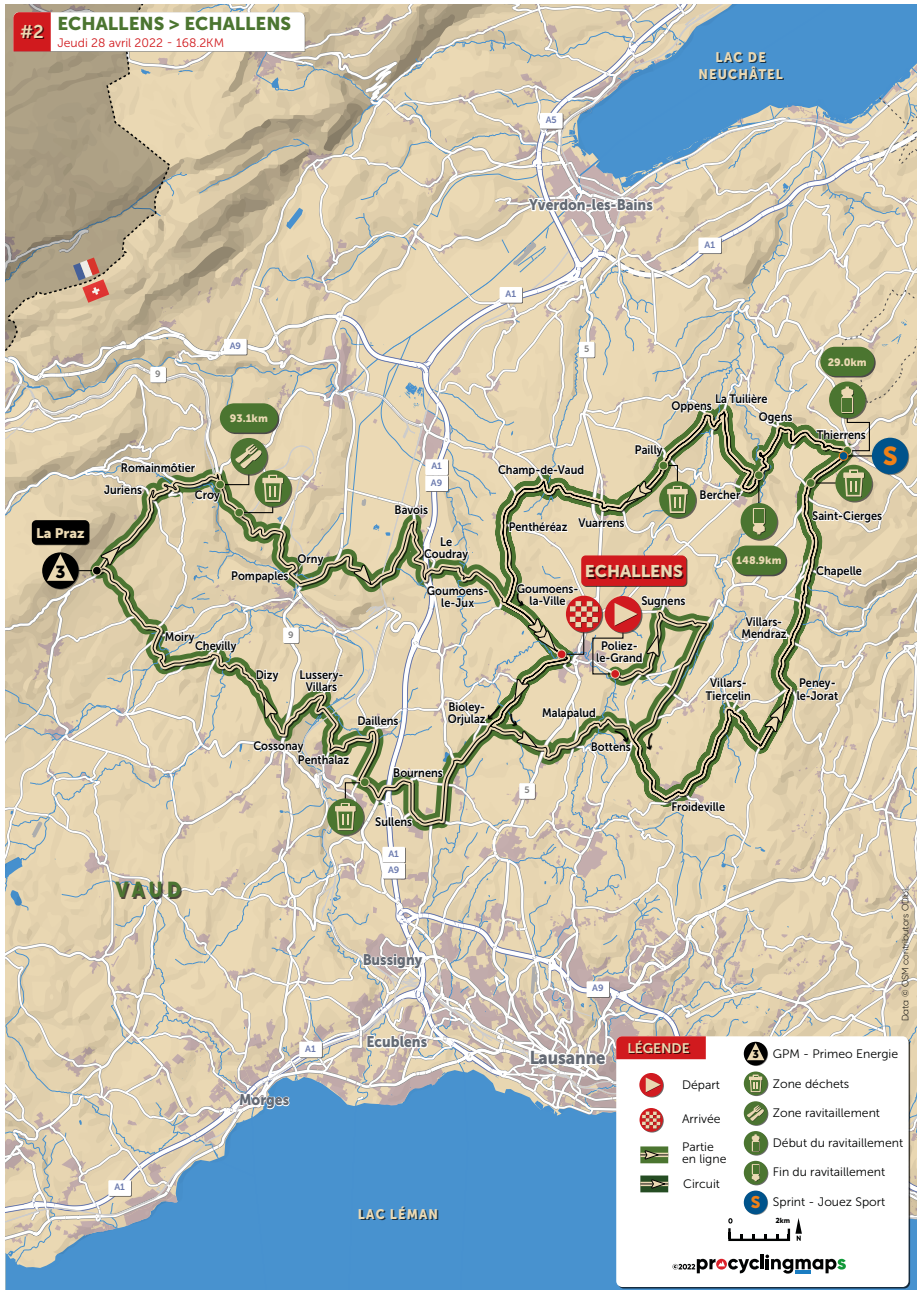 #2
ECHALLENS > ECHALLENS
Jeudi 28 avril 2022 - 168.2KM
LAC DE
NEUCHÂTEL
A5
Yverdon-les-Bains
A1
A1
A9
5
9
29.0km
La Tuilière
Oppens
Ogens
Thierrens
S
93.1km
Pailly
Romainmôtier
Champ-de-Vaud
A1
A9
Juriens
Croy
Bercher
Vuarrens
Saint-Cierges
Bavois
Penthéréaz
La Praz
Le
Coudray
148.9km
Orny
3
ECHALLENS
Chapelle
Pompaples
Goumoens-
le-Jux
Goumoens-
la-Ville
Sugnens
9
Villars-
Mendraz
Moiry
Chevilly
Poliez-
le-Grand
Dizy
Lussery-
Villars
Villars-
Tiercelin
Peney-
le-Jorat
Bioley-
Orjulaz
Malapalud
Daillens
Cossonay
Bottens
Penthalaz
Bournens
5
Froideville
Sullens
A1
A9
VAUD
Data © OSM contributors ODbL
Bussigny
A9
Ecublens
A1
Lausanne
Morges
A1
LAC LÉMAN
LÉGENDE
Départ
Arrivée
Partie
en ligne
Circuit
3
GPM - Primeo Energie
Zone déchets
Zone ravitaillement
Début du ravitaillement
Fin du ravitaillement
S
Sprint - Jouez Sport
0 2km
N
©2022 procyclingmaps